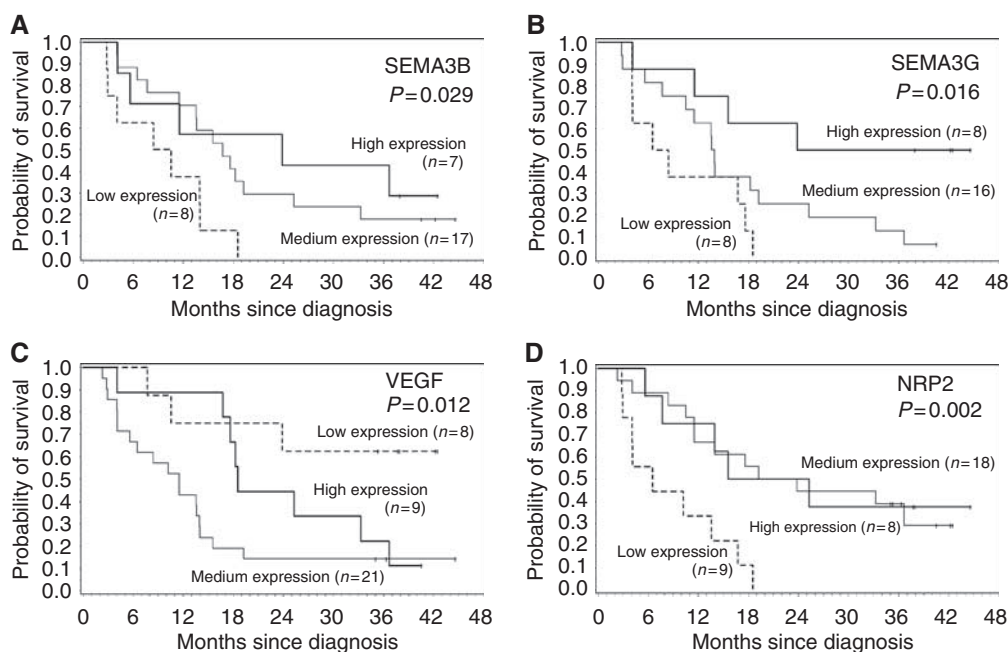 A
Probability of survival
1.0
0.9
0.8
0.7
0.6
0.5
0.4
0.3
0.2
0.1
0.0
SEMA3B
P=0.029
High expression
(n=7)
Low expression
(n=8)
Medium expression (n=17)
0 6 12 18 24 30 36 42 48
Months since diagnosis
B
Probability of survival
1.0
0.9
0.8
0.7
0.6
0.5
0.4
0.3
0.2
0.1
0.0
SEMA3G
P=0.016
High expression (n=8)
Medium expression (n=16)
Low expression
(n=8)
0 6 12 18 24 30 36 42 48
Months since diagnosis
C
Probability of survival
1.0
0.9
0.8
0.7
0.6
0.5
0.4
0.3
0.2
0.1
0.0
VEGF
P=0.012
Low expression (n=8)
High expression
(n=9)
Medium expression (n=21)
0 6 12 18 24 30 36 42 48
Months since diagnosis
D
Probability of survival
1.0
0.9
0.8
0.7
0.6
0.5
0.4
0.3
0.2
0.1
0.0
NRP2
P=0.002
Medium expression (n=18)
High expression (n=8)
Low expression
(n=9)
0 6 12 18 24 30 36 42 48
Months since diagnosis